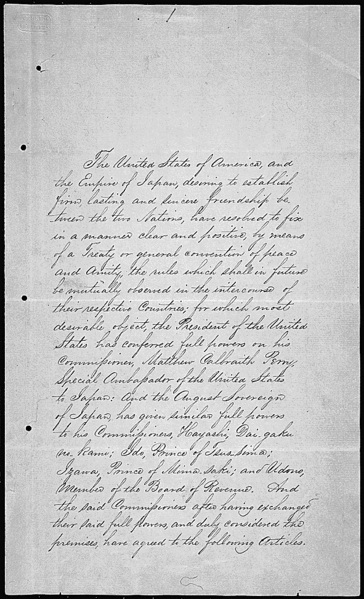 The United States of America, and
the Empire of Japan, desiring to establish
firm, lasting and sincere friendship be
tween the two Nations, have resolved to fix
in a manner clear and positive, by means
of a Treaty or general convention of peace
and Amity, the rules which shall in future
be mutually observed in the intercourse of
their respective Countries; for which most
desirable object, the President of the United
States has conferred full powers on his
Commissioner, Matthew Calbraith Perry,
Special Ambassador of the United States
to Japan: And the August Sovereign
of Japan has given similar full powers
to his Commissioners, Hayashi, Dai-gaku
no-kami; Ido, Prince of Tsus-Sima;
Izawa, Prince of Mima-saki; and Udono,
Member of the Board of Revenue. And
the said Commissioners after having exchanged
their said full powers, and duly considered the
premises, have agreed to the following Articles.